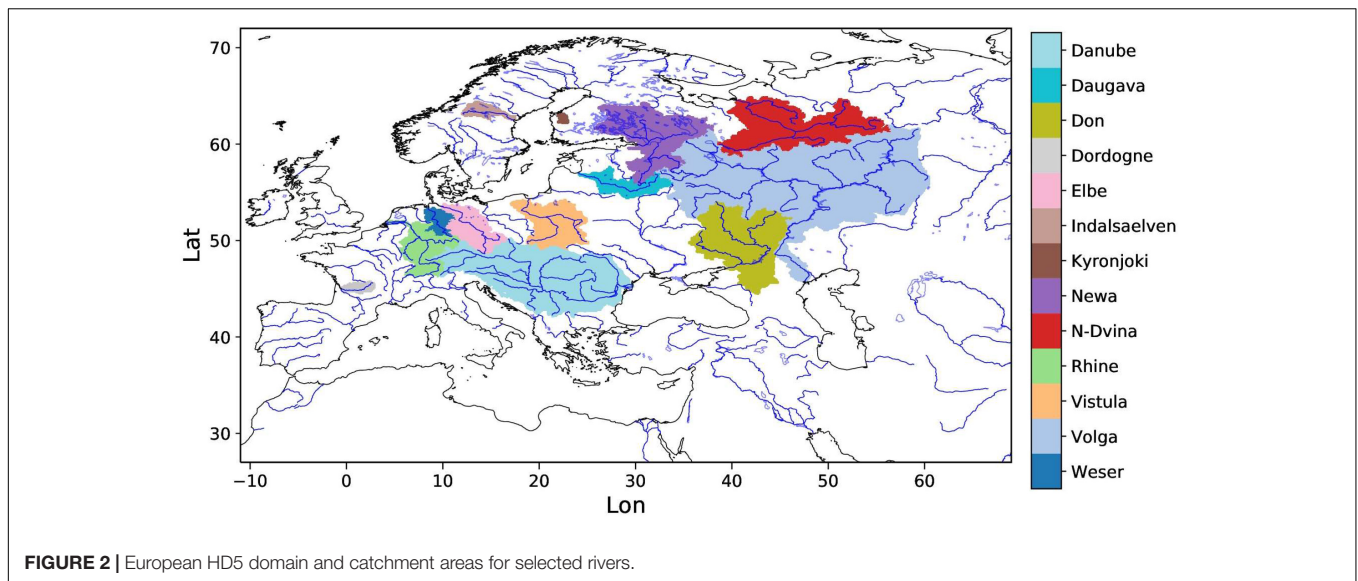 70
60
50
40
30
Lat
−10 0 10 20 30 40 50 60
Lon
Danube
Daugava
Don
Dordogne
Elbe
Indalsaelven
Kyronjoki
Newa
N-Dvina
Rhine
Vistula
Volga
Weser
FIGURE 2 | European HD5 domain and catchment areas for selected rivers.